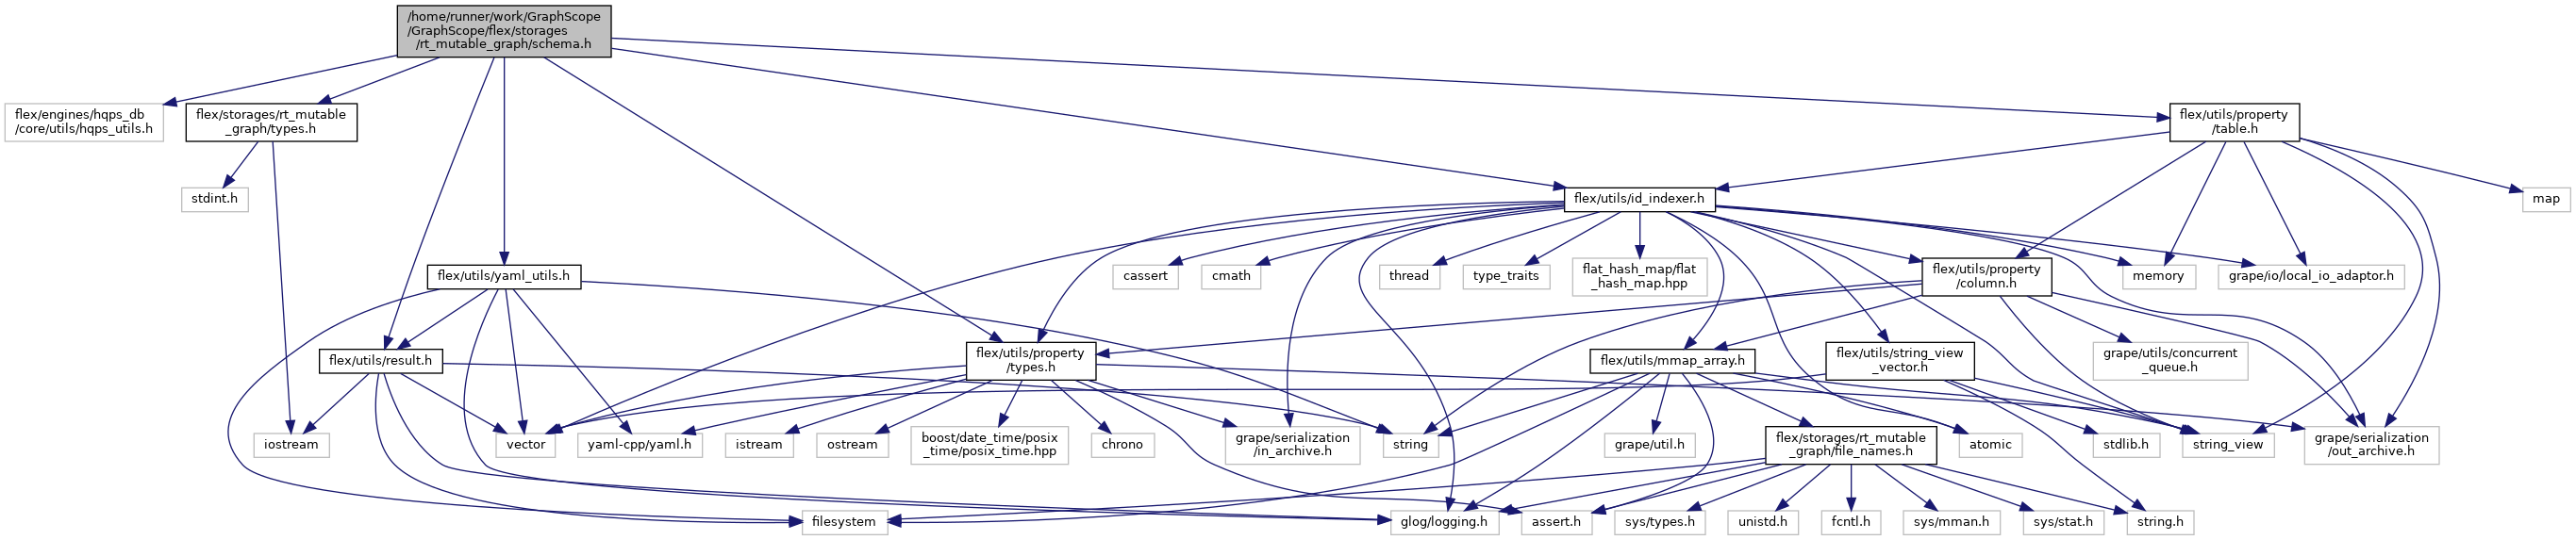 /home/runner/work/GraphScope
/GraphScope/flex/storages
/rt_mutable_graph/schema.h
flex/engines/hqps_db
/core/utils/hqps_utils.h
flex/storages/rt_mutable
_graph/types.h
flex/utils/property
/table.h
stdint.h
flex/utils/id_indexer.h
map
flex/utils/yaml_utils.h
cassert
cmath
thread
type_traits
flat_hash_map/flat
_hash_map.hpp
flex/utils/property
/column.h
memory
grape/io/local_io_adaptor.h
flex/utils/result.h
flex/utils/property
/types.h
flex/utils/mmap_array.h
flex/utils/string_view
_vector.h
grape/utils/concurrent
_queue.h
iostream
vector
yaml-cpp/yaml.h
istream
ostream
boost/date_time/posix
_time/posix_time.hpp
chrono
grape/serialization
/in_archive.h
string
grape/util.h
flex/storages/rt_mutable
_graph/file_names.h
atomic
stdlib.h
string_view
grape/serialization
/out_archive.h
filesystem
glog/logging.h
assert.h
sys/types.h
unistd.h
fcntl.h
sys/mman.h
sys/stat.h
string.h